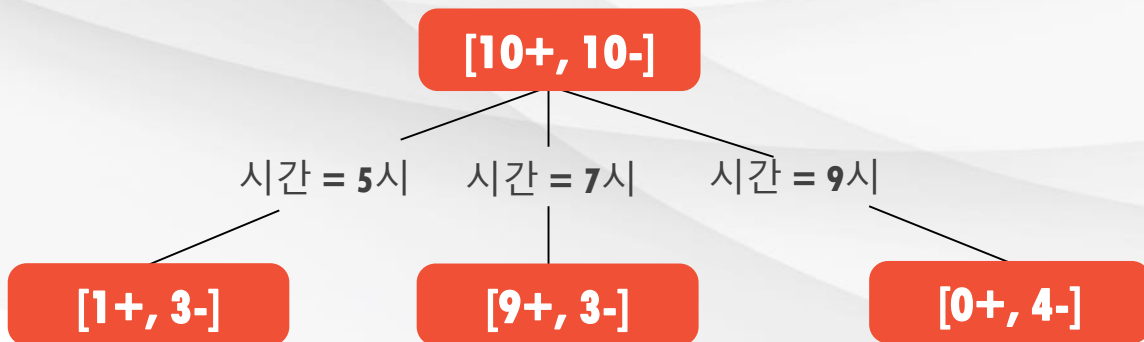 [10+, 10-]
시간 = 5시
시간 = 7시
시간 = 9시
[1+, 3-]
[9+, 3-]
[0+, 4-]